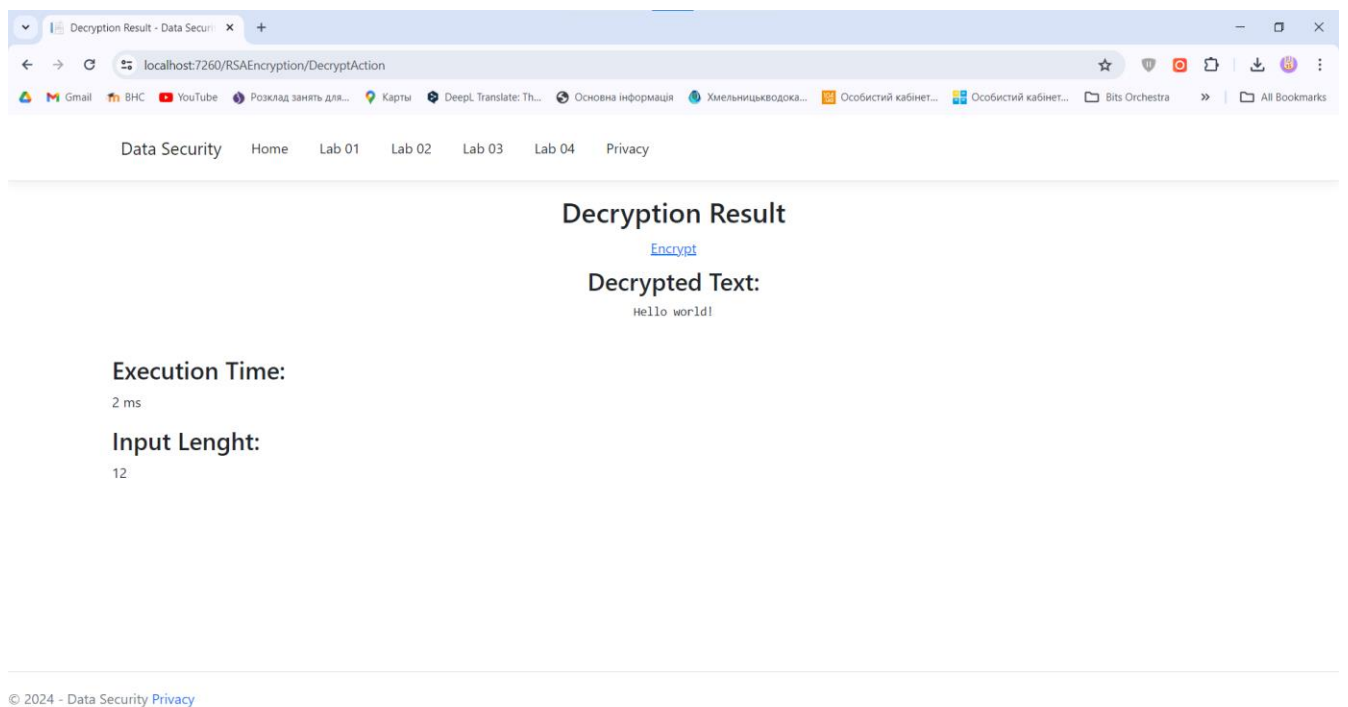 Decryption Result - Data Securi
localhost:7260/RSAEncryption/DecryptAction
Gmail ВНС YouTube Розклад занять для... Карты DeepL Translate: Th... Основна інформація Хмельницькводока... Особистий кабінет... Особистий кабінет... Bits Orchestra » All Bookmarks
Data Security Home Lab 01 Lab 02 Lab 03 Lab 04 Privacy
Decryption Result
Encrypt
Decrypted Text:
Hello world!
Execution Time:
2 ms
Input Lenght:
12
© 2024 - Data Security Privacy